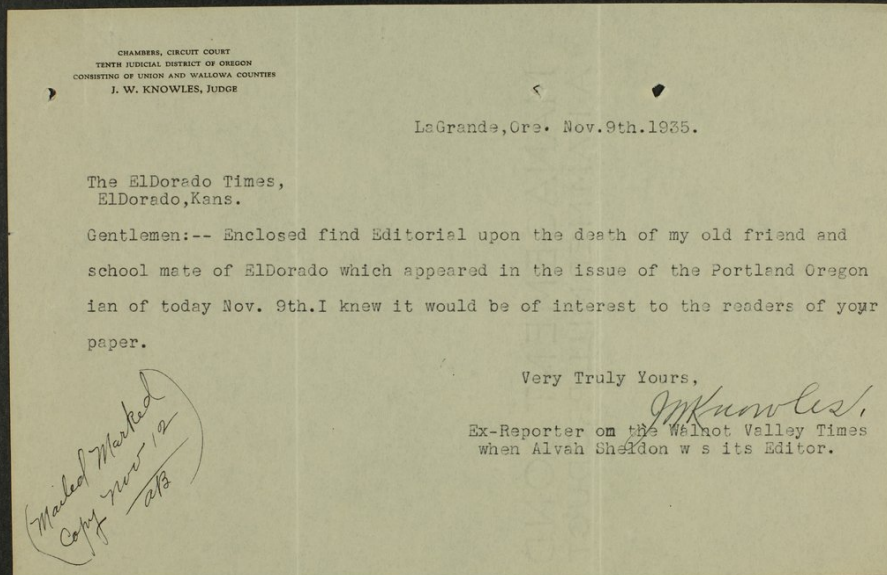 CHAMBERS, CIRCUIT COURT
TENTH JUDICIAL DISTRICT OF OREGON
CONSISTING OF UNION AND WALLOWA COUNTIES
J. W. KNOWLES, JUDGE
LaGrande,Ore. Nov.9th.1935.
The ElDorado Times,
ElDorado,Kans.
Gentlemen:-- Enclosed find Editorial upon the death of my old friend and
school mate of ElDorado which appeared in the issue of the Portland Oregon
ian of today Nov. 9th.I knew it would be of interest to the readers of your
paper.
Very Truly Yours,
JWKnowles.
Ex-Reporter om the Walnot Valley Times
when Alvah Sheldon w s its Editor.
(Mailed Marked
Copy Nov 12
AB)